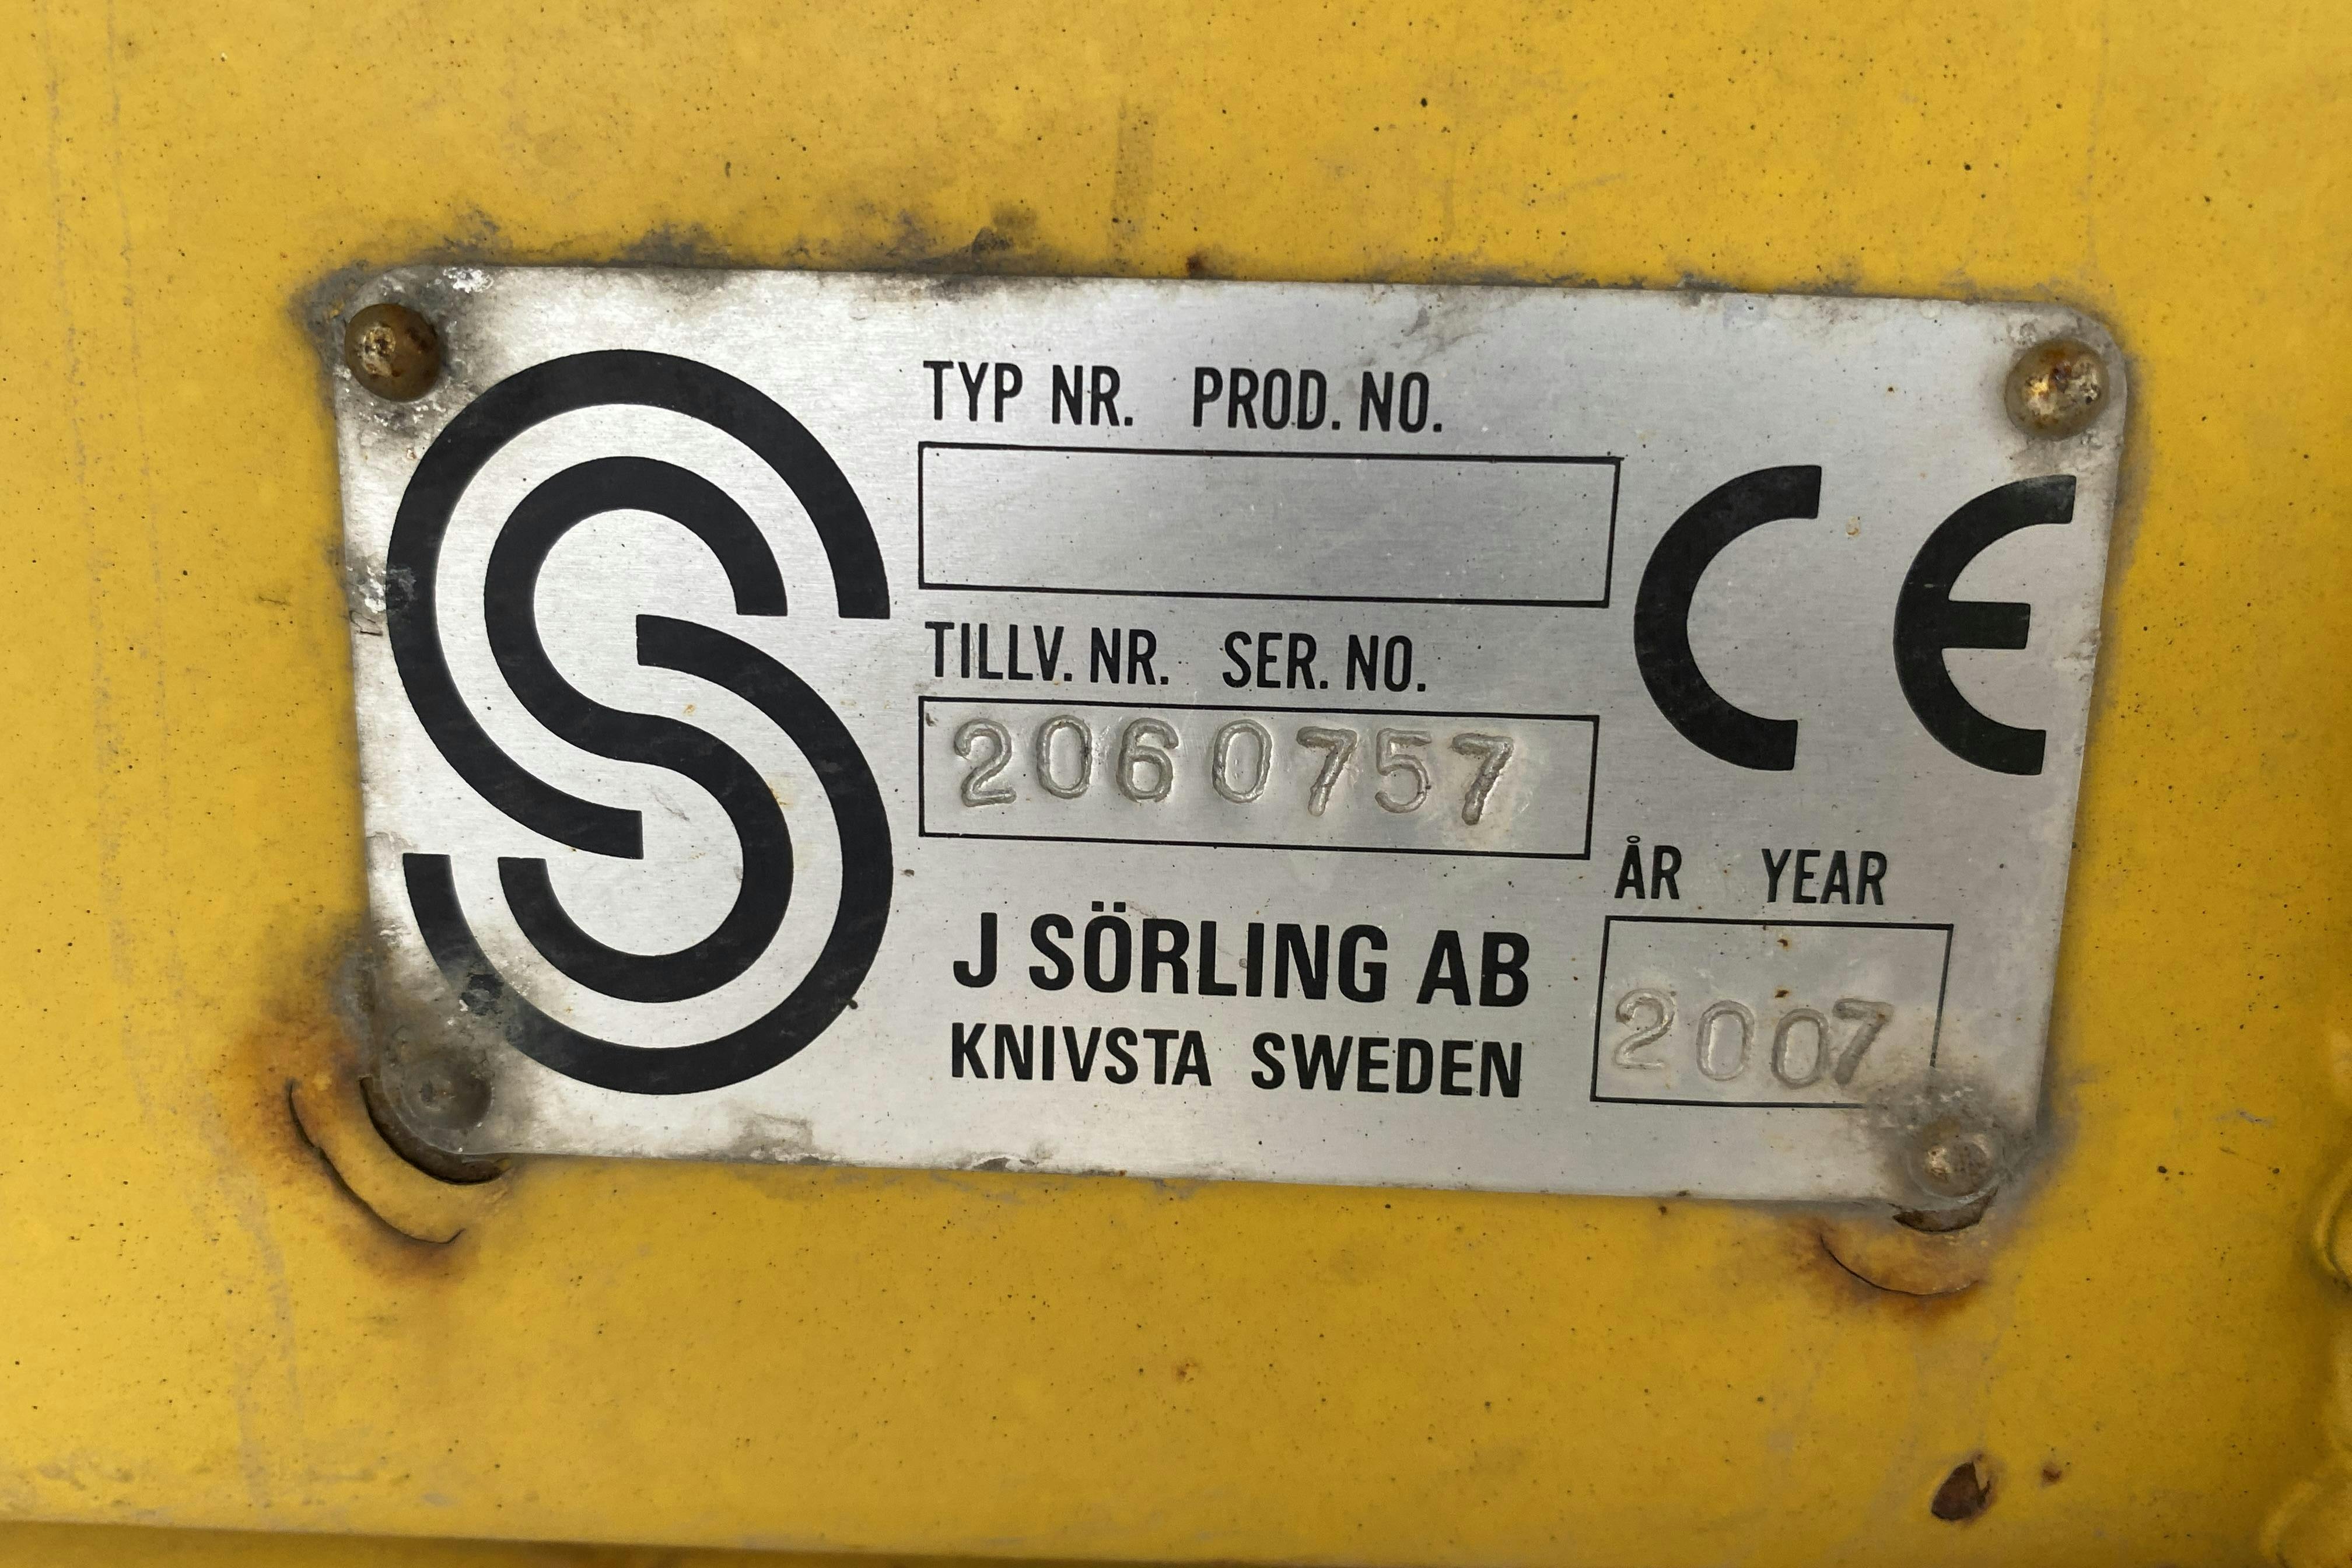 TYP NR. PROD. NO.
TILLV. NR. SER. NO.
2060757
J SÖRLING AB
KNIVSTA SWEDEN
CE
ÅR YEAR
2007